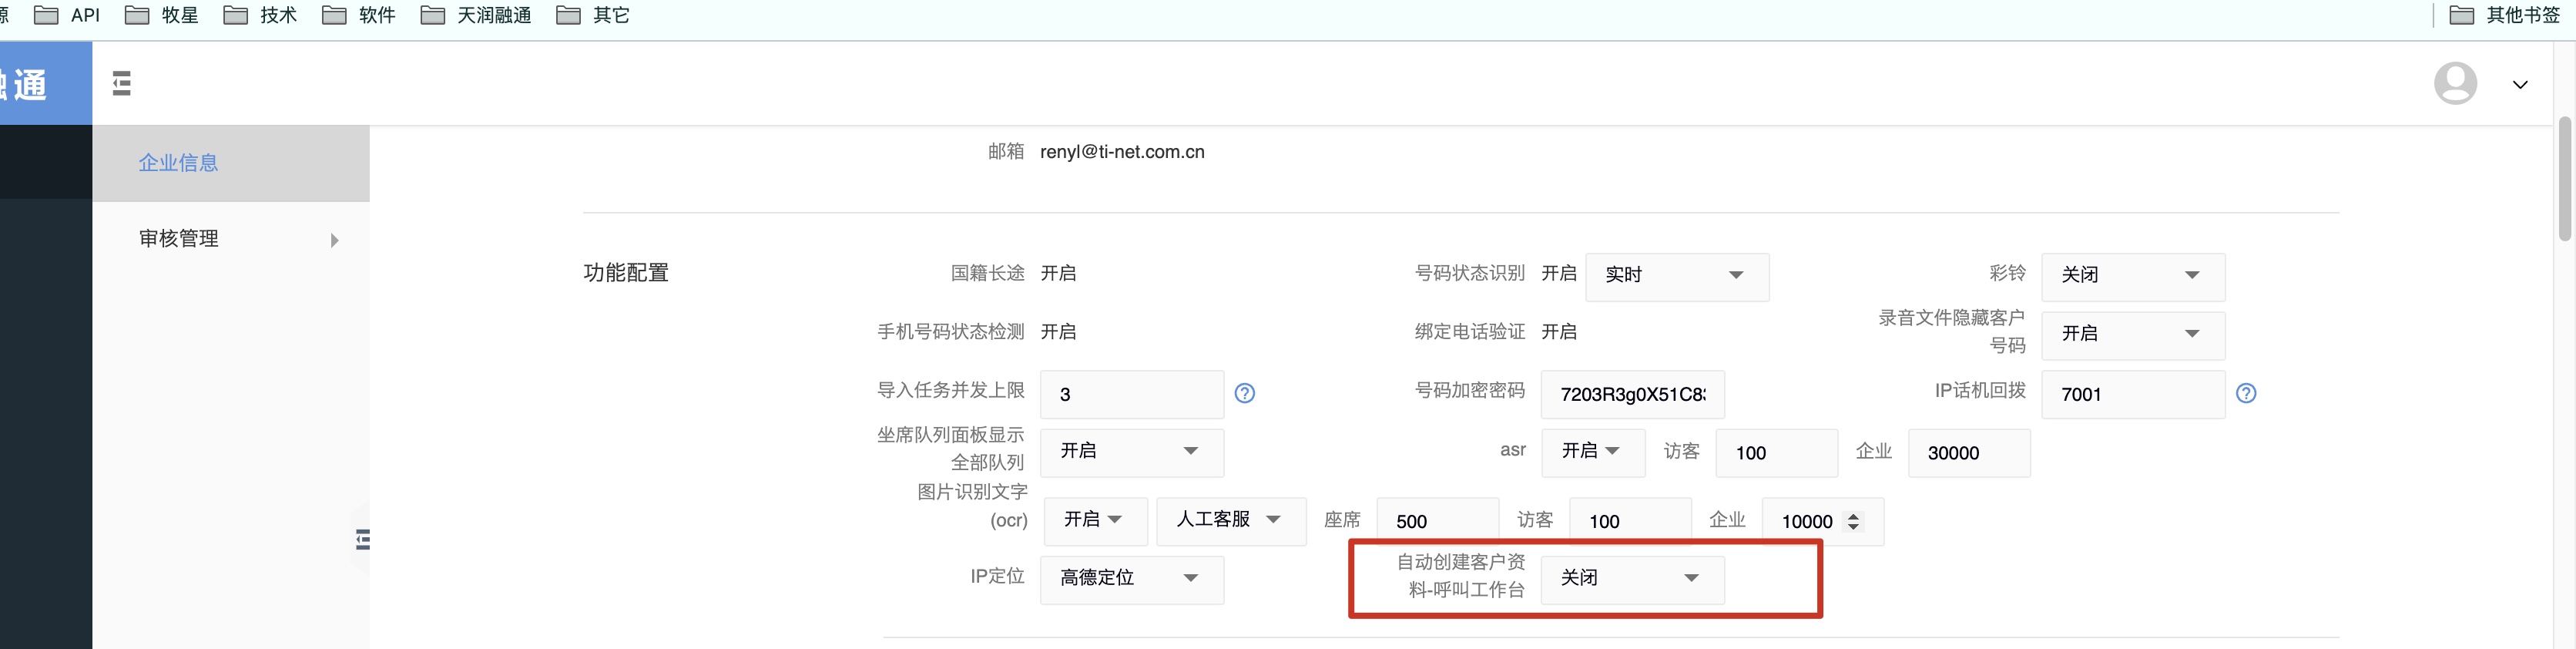 源 API 牧星 技术 软件 天润融通 其它 其他书签
融通
企业信息
审核管理
邮箱 renyl@ti-net.com.cn
功能配置
国籍长途 开启 号码状态识别 开启 实时 彩铃 关闭
手机号码状态检测 开启 绑定电话验证 开启 录音文件隐藏客户
号码 开启
导入任务并发上限 3 号码加密密码 7203R3g0X51C8 IP话机回拨 7001
坐席队列面板显示
全部队列 开启 asr 开启 访客 100 企业 30000
图片识别文字
(ocr) 开启 人工客服 座席 500 访客 100 企业 10000
IP定位 高德定位 自动创建客户资
料-呼叫工作台 关闭